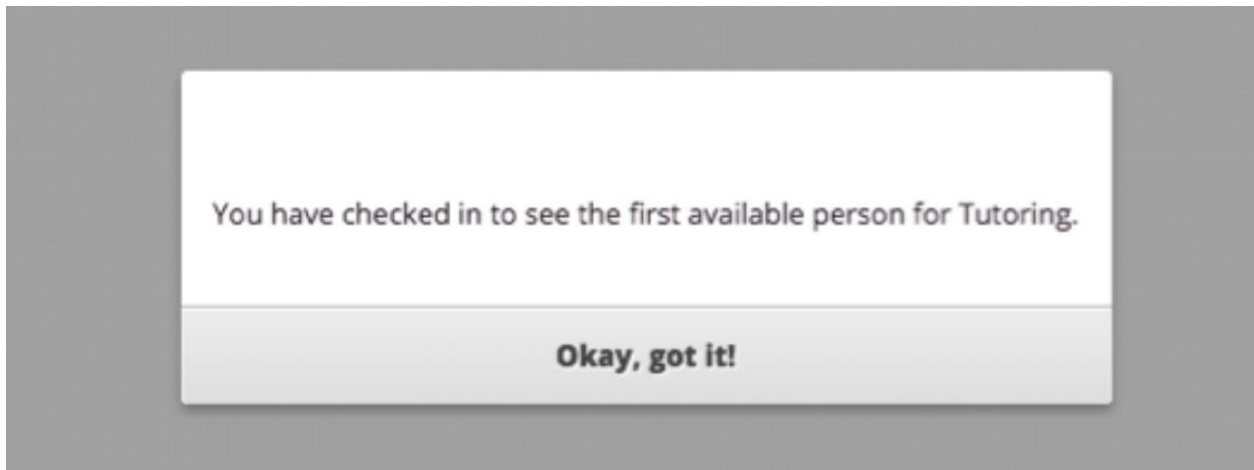 You have checked in to see the first available person for Tutoring.
Okay, got it!